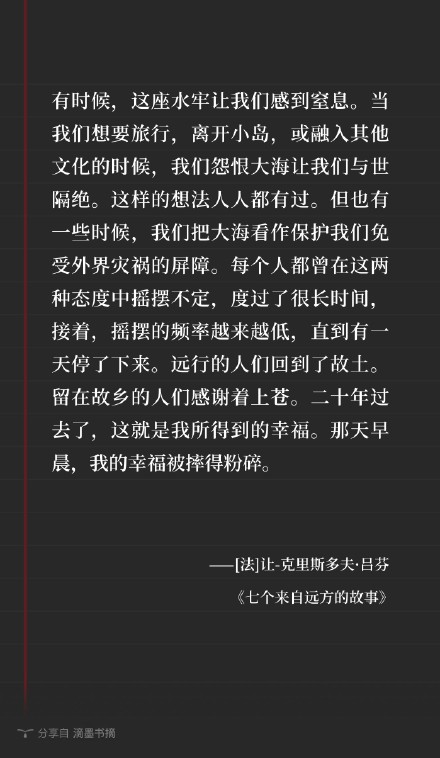 有时候，这座水牢让我们感到窒息。当
我们想要旅行，离开小岛，或融入其他
文化的时候，我们怨恨大海让我们与世
隔绝。这样的想法人人都有过。但也有
一些时候，我们把大海看作保护我们免
受外界灾祸的屏障。每个人都曾在这两
种态度中摇摆不定，度过了很长时间，
接着，摇摆的频率越来越低，直到有一
天停了下来。远行的人们回到了故土。
留在故乡的人们感谢着上苍。二十年过
去了，这就是我所得到的幸福。那天早
晨，我的幸福被摔得粉碎。
——[法]让-克里斯多夫·吕芬
《七个来自远方的故事》
分享自 滴墨书摘